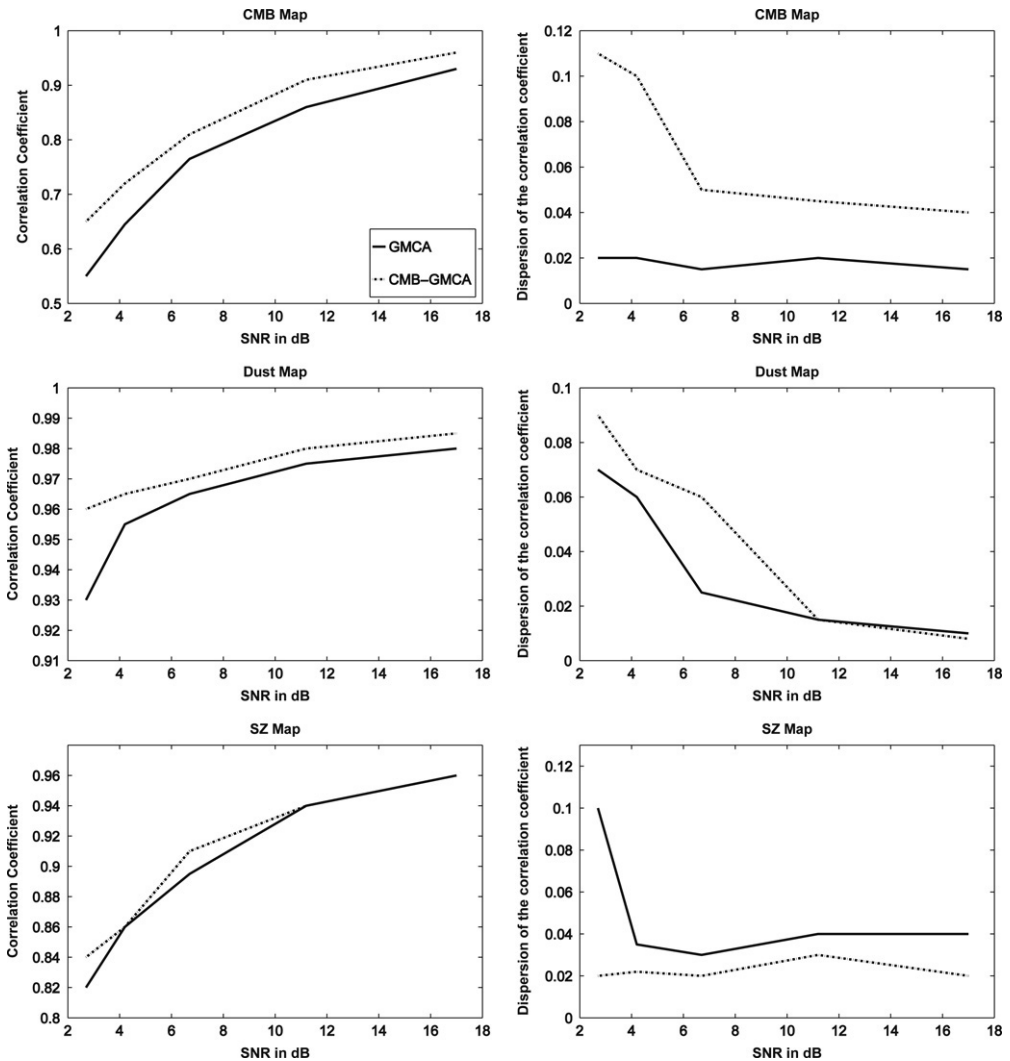 CMB Map
Correlation Coefficient
1
0.9
0.8
0.7
0.6
0.5
2 4 6 8 10 12 14 16 18
SNR in dB
GMCA
CMB–GMCA
CMB Map
Dispersion of the correlation coefficient
0.12
0.1
0.08
0.06
0.04
0.02
0
2 4 6 8 10 12 14 16 18
SNR in dB
Dust Map
Correlation Coefficient
1
0.99
0.98
0.97
0.96
0.95
0.94
0.93
0.92
0.91
2 4 6 8 10 12 14 16 18
SNR in dB
Dust Map
Dispersion of the correlation coefficient
0.1
0.08
0.06
0.04
0.02
0
2 4 6 8 10 12 14 16 18
SNR in dB
SZ Map
Correlation Coefficient
0.96
0.94
0.92
0.9
0.88
0.86
0.84
0.82
0.8
2 4 6 8 10 12 14 16 18
SNR in dB
SZ Map
Dispersion of the correlation coefficient
0.12
0.1
0.08
0.06
0.04
0.02
0
2 4 6 8 10 12 14 16 18
SNR in dB